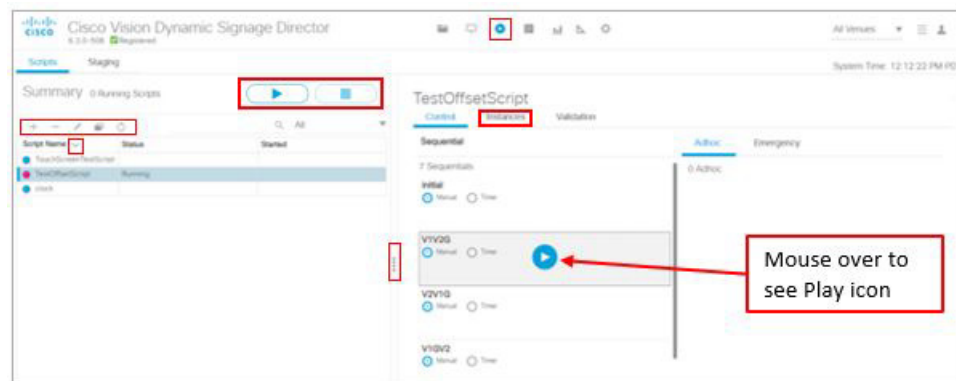 CISCO Cisco Vision Dynamic Signage Director
Registered
All Venues
Scripts Staging
System Time: 12:12:23 PM
Summary 0 Running Scripts
TestOffsetScript
Control Instances Validation
All
Script Name Status Started
Sequential
Adhoc Emergency
TouchScreenTestScript
7 Sequentials
0 Adhoc
TestOffsetScript Running
Initial
clock
Manual Timer
V1V2G
Manual Timer
Mouse over to
see Play icon
V2V1G
Manual Timer
V1GV2
Manual Timer